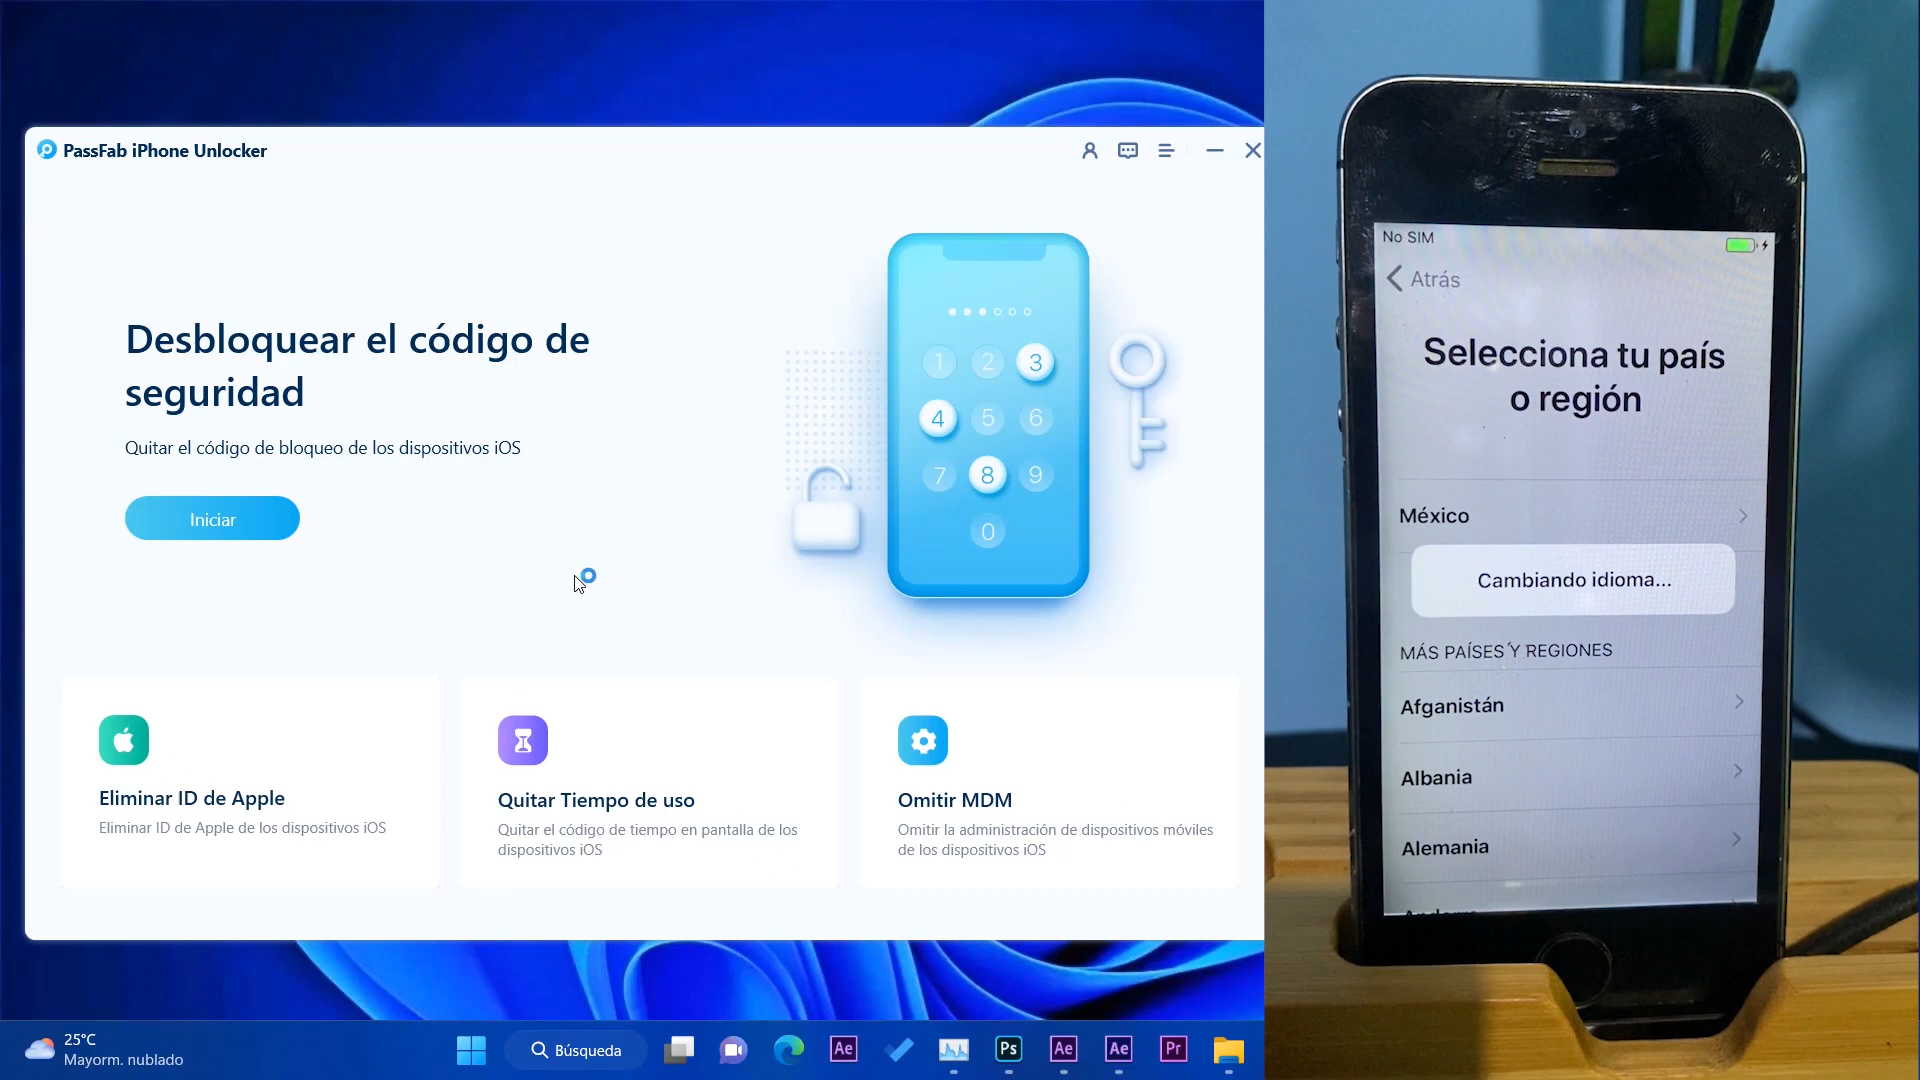 PassFab iPhone Unlocker
Desbloquear el código de
seguridad
Quitar el código de bloqueo de los dispositivos iOS
Iniciar
1 2 3
4 5 6
7 8 9
0
Eliminar ID de Apple
Eliminar ID de Apple de los dispositivos iOS
Quitar Tiempo de uso
Quitar el código de tiempo en pantalla de los
dispositivos iOS
Omitir MDM
Omitir la administración de dispositivos móviles
de los dispositivos iOS
25°C
Mayorm. nublado
Búsqueda
Ae
Ps
Ae
Ae
Pr
No SIM
Atrás
Selecciona tu país
o región
México
Cambiando idioma...
MÁS PAÍSES Y REGIONES
Afganistán
Albania
Alemania